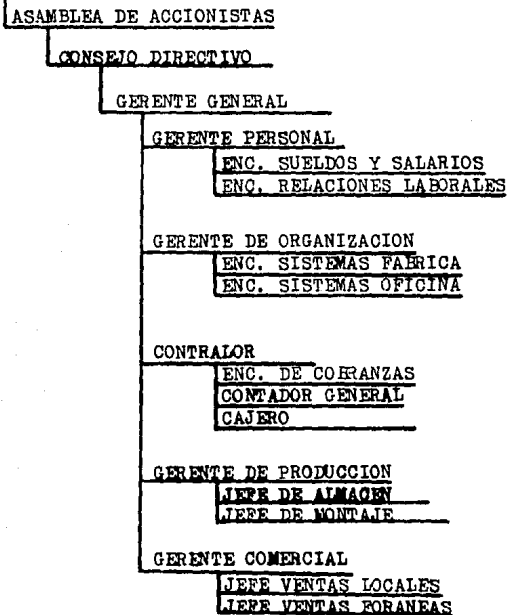 ASAMBLEA DE ACCIONISTAS
CONSEJO DIRECTIVO
GERENTE GENERAL
GERENTE PERSONAL
ENC. SUELDOS Y SALARIOS
ENC. RELACIONES LABORALES
GERENTE DE ORGANIZACION
ENC. SISTEMAS FABRICA
ENC. SISTEMAS OFICINA
CONTRALOR
ENC. DE COBRANZAS
CONTADOR GENERAL
CAJERO
GERENTE DE PRODUCCION
JEFE DE ALMACEN
JEFE DE MONTAJE
GERENTE COMERCIAL
JEFE VENTAS LOCALES
JEFE VENTAS FORANEAS